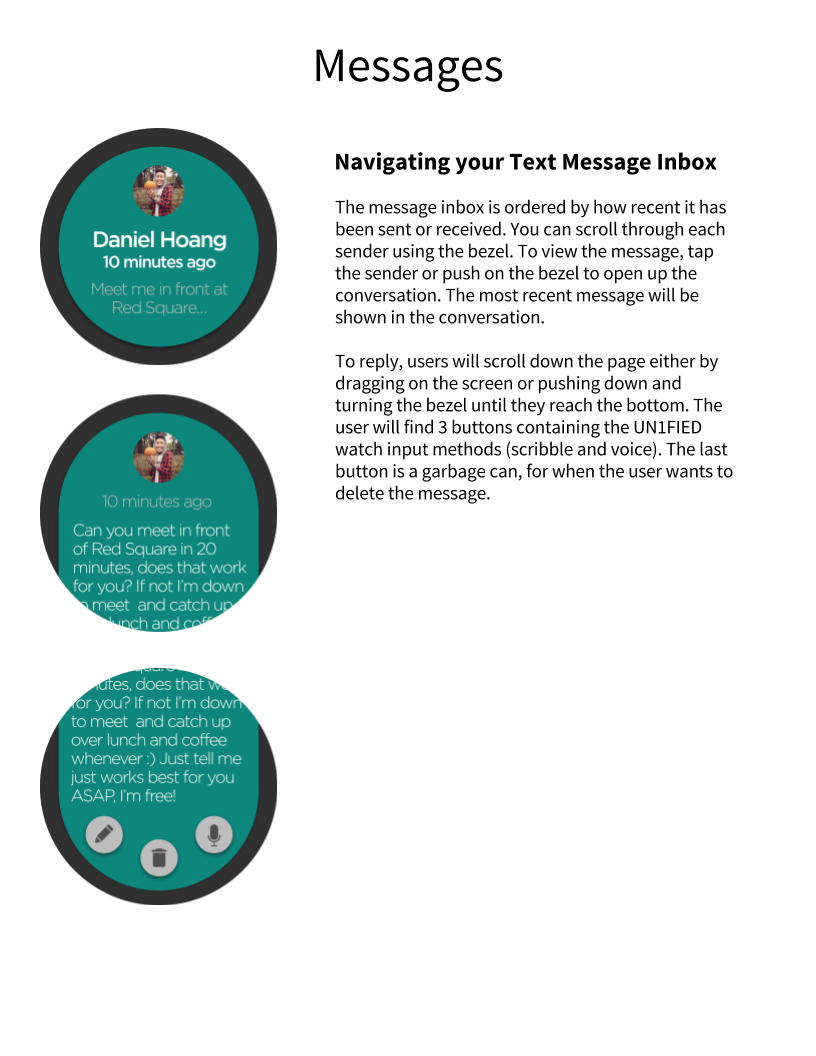 Messages
Daniel Hoang
10 minutes ago
Meet me in front at
Red Square...
10 minutes ago
Can you meet in front
of Red Square in 20
minutes, does that work
for you? If not I'm down
meet and catch up
lunch and
does that
for you? If not I'm down
to meet and catch up
over lunch and coffee
whenever :) Just tell me
just works best for you
ASAP, I'm free!
Navigating your Text Message Inbox
The message inbox is ordered by how recent it has
been sent or received. You can scroll through each
sender using the bezel. To view the message, tap
the sender or push on the bezel to open up the
conversation. The most recent message will be
shown in the conversation.
To reply, users will scroll down the page either by
dragging on the screen or pushing down and
turning the bezel until they reach the bottom. The
user will find 3 buttons containing the UN1FIED
watch input methods (scribble and voice). The last
button is a garbage can, for when the user wants to
delete the message.